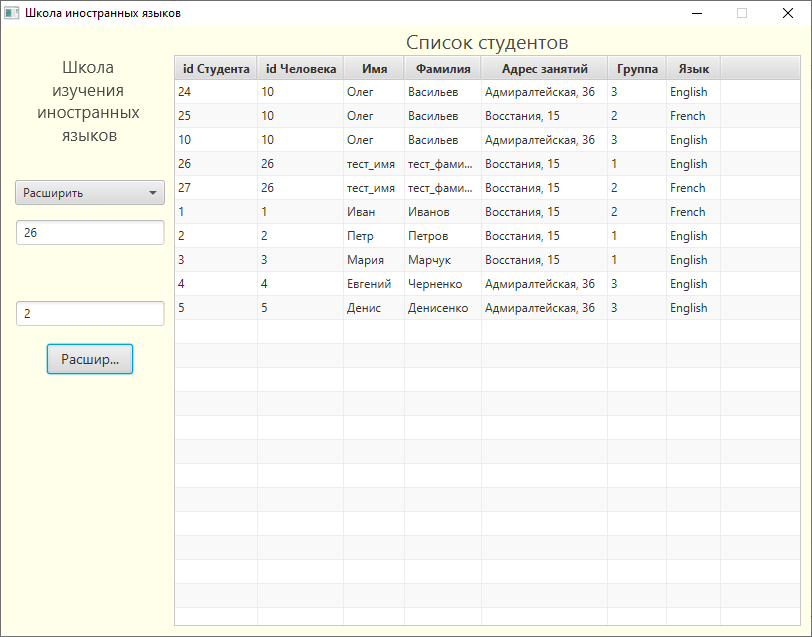 Школа иностранных языков
Список студентов
Школа
изучения
иностранных
языков
Расширить
26
2
Расшир...
id Студента id Человека Имя Фамилия Адрес занятий Группа Язык
24 10 Олег Васильев Адмиралтейская, 36 3 English
25 10 Олег Васильев Восстания, 15 2 French
10 10 Олег Васильев Адмиралтейская, 36 3 English
26 26 тест_имя тест_фами... Восстания, 15 1 English
27 26 тест_имя тест_фами... Восстания, 15 2 French
1 1 Иван Иванов Восстания, 15 2 French
2 2 Петр Петров Восстания, 15 1 English
3 3 Мария Марчук Восстания, 15 1 English
4 4 Евгений Черненко Адмиралтейская, 36 3 English
5 5 Денис Денисенко Адмиралтейская, 36 3 English